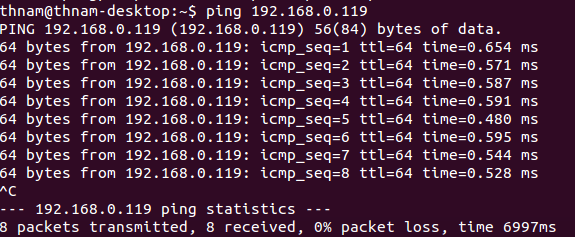 thnam@thnam-desktop:~$ ping 192.168.0.119
PING 192.168.0.119 (192.168.0.119) 56(84) bytes of data.
64 bytes from 192.168.0.119: icmp_seq=1 ttl=64 time=0.654 ms
64 bytes from 192.168.0.119: icmp_seq=2 ttl=64 time=0.571 ms
64 bytes from 192.168.0.119: icmp_seq=3 ttl=64 time=0.587 ms
64 bytes from 192.168.0.119: icmp_seq=4 ttl=64 time=0.591 ms
64 bytes from 192.168.0.119: icmp_seq=5 ttl=64 time=0.480 ms
64 bytes from 192.168.0.119: icmp_seq=6 ttl=64 time=0.595 ms
64 bytes from 192.168.0.119: icmp_seq=7 ttl=64 time=0.544 ms
64 bytes from 192.168.0.119: icmp_seq=8 ttl=64 time=0.528 ms
^C
--- 192.168.0.119 ping statistics ---
8 packets transmitted, 8 received, 0% packet loss, time 6997ms